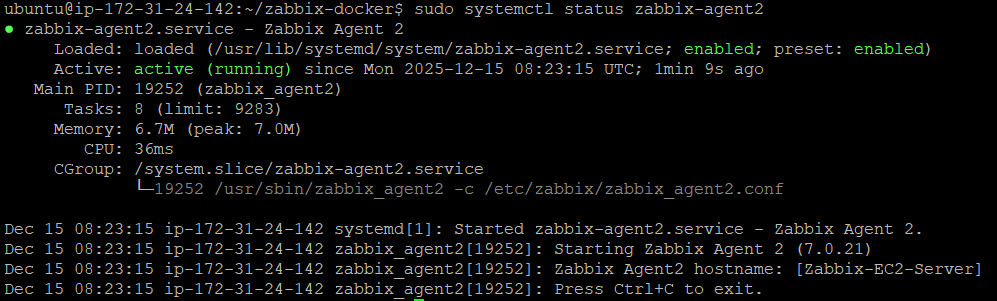 ubuntu@ip-172-31-24-142:~/zabbix-docker$ sudo systemctl status zabbix-agent2
● zabbix-agent2.service - Zabbix Agent 2
     Loaded: loaded (/usr/lib/systemd/system/zabbix-agent2.service; enabled; preset: enabled)
     Active: active (running) since Mon 2025-12-15 08:23:15 UTC; 1min 9s ago
   Main PID: 19252 (zabbix_agent2)
      Tasks: 8 (limit: 9283)
     Memory: 6.7M (peak: 7.0M)
        CPU: 36ms
     CGroup: /system.slice/zabbix-agent2.service
             └─19252 /usr/sbin/zabbix_agent2 -c /etc/zabbix/zabbix_agent2.conf

Dec 15 08:23:15 ip-172-31-24-142 systemd[1]: Started zabbix-agent2.service - Zabbix Agent 2.
Dec 15 08:23:15 ip-172-31-24-142 zabbix_agent2[19252]: Starting Zabbix Agent 2 (7.0.21)
Dec 15 08:23:15 ip-172-31-24-142 zabbix_agent2[19252]: Zabbix Agent2 hostname: [Zabbix-EC2-Server]
Dec 15 08:23:15 ip-172-31-24-142 zabbix_agent2[19252]: Press Ctrl+C to exit.